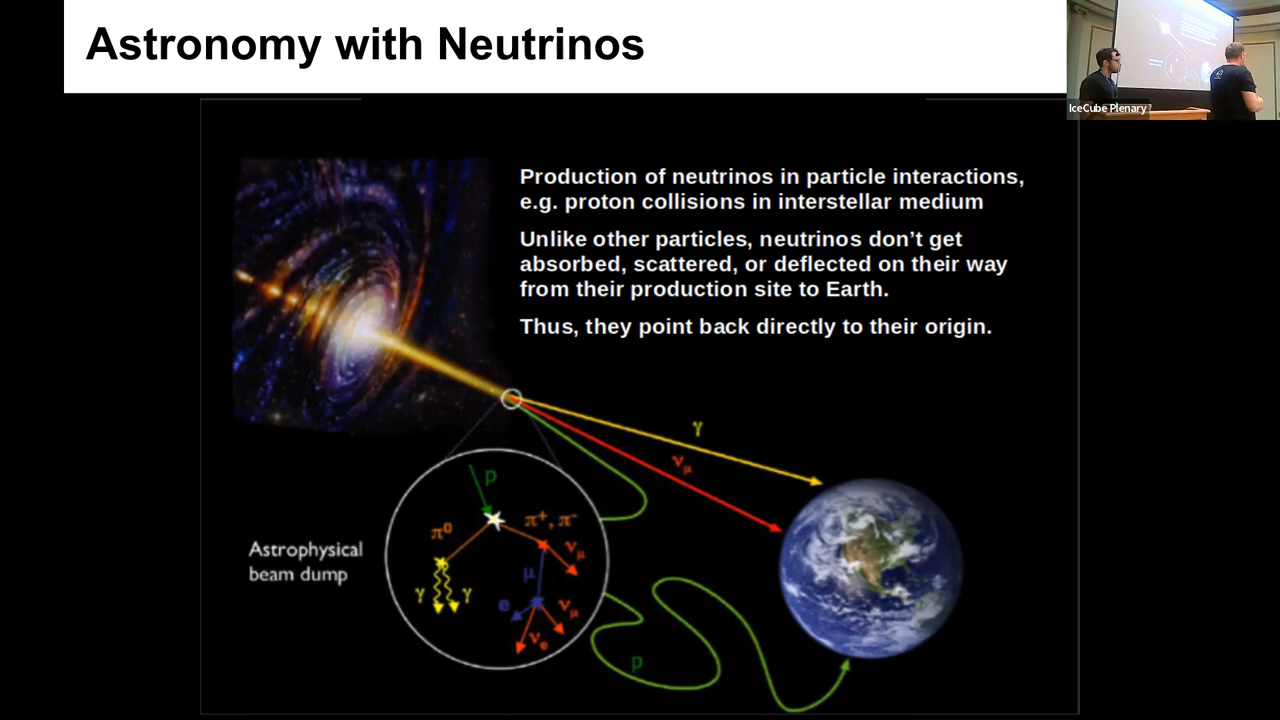 Astronomy with Neutrinos
IceCube Plenary
Production of neutrinos in particle interactions,
e.g. proton collisions in interstellar medium
Unlike other particles, neutrinos don’t get
absorbed, scattered, or deflected on their way
from their production site to Earth.
Thus, they point back directly to their origin.
γ
νμ
p
π0
π+, π-
Astrophysical
beam dump
νμ
μ
γ γ
e
νμ
νe
p